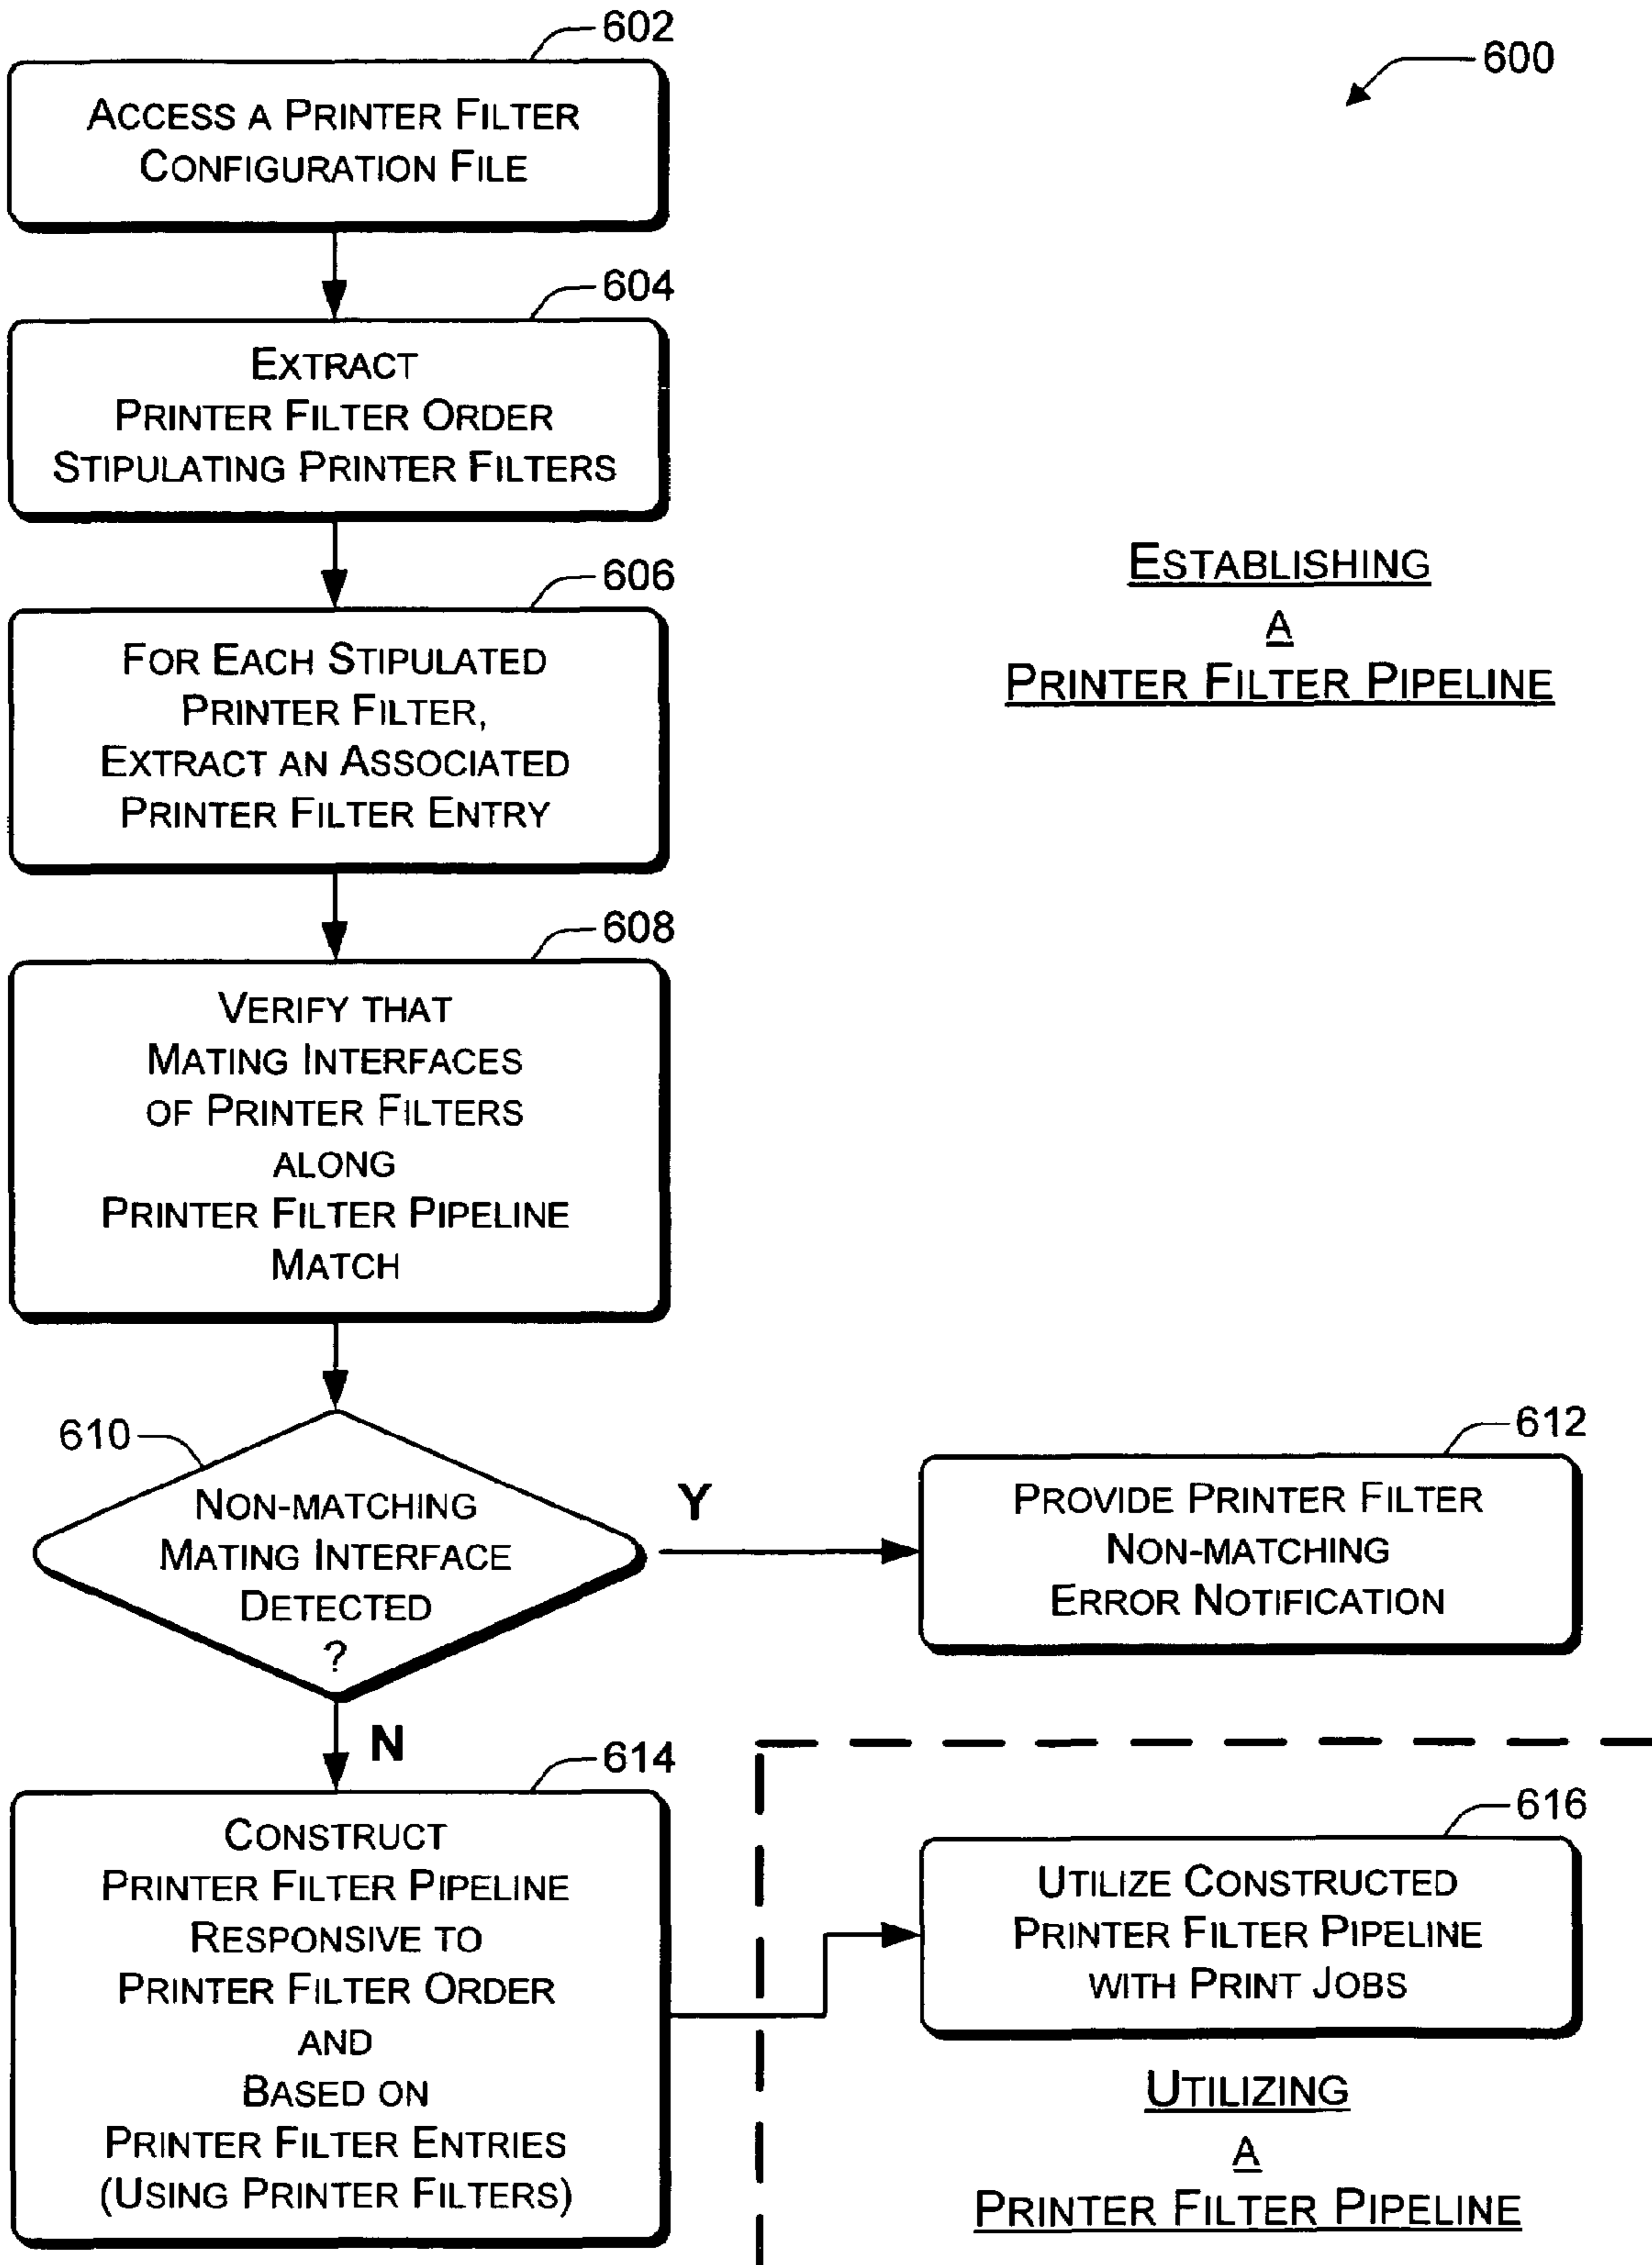 602
600
ACCESS A PRINTER FILTER
CONFIGURATION FILE
604
EXTRACT
PRINTER FILTER ORDER
STIPULATING PRINTER FILTERS
606
FOR EACH STIPULATED
PRINTER FILTER,
EXTRACT AN ASSOCIATED
PRINTER FILTER ENTRY
ESTABLISHING
A
PRINTER FILTER PIPELINE
608
VERIFY THAT
MATING INTERFACES
OF PRINTER FILTERS
ALONG
PRINTER FILTER PIPELINE
MATCH
610
NON-MATCHING
MATING INTERFACE
DETECTED
?
Y
612
PROVIDE PRINTER FILTER
NON-MATCHING
ERROR NOTIFICATION
N
614
CONSTRUCT
PRINTER FILTER PIPELINE
RESPONSIVE TO
PRINTER FILTER ORDER
AND
BASED ON
PRINTER FILTER ENTRIES
(USING PRINTER FILTERS)
616
UTILIZE CONSTRUCTED
PRINTER FILTER PIPELINE
WITH PRINT JOBS
UTILIZING
A
PRINTER FILTER PIPELINE